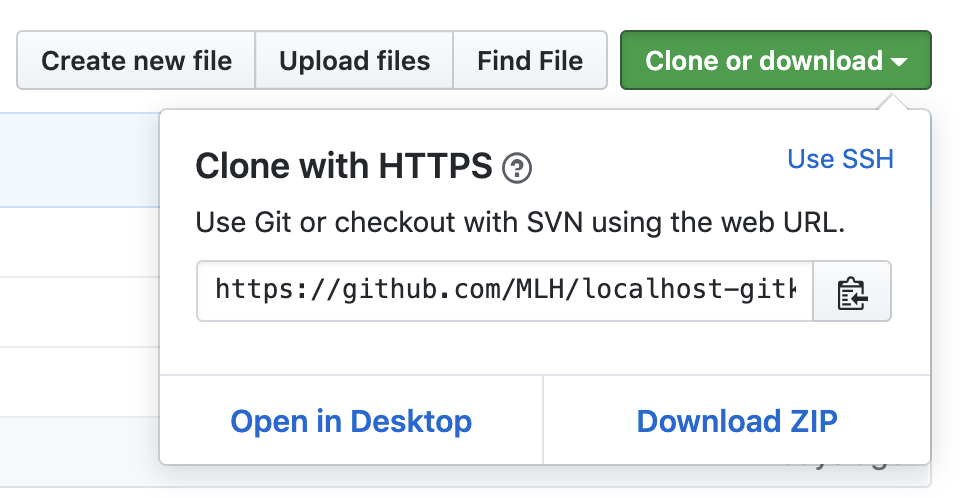 Create new file Upload files Find File Clone or download
Clone with HTTPS ? Use SSH
Use Git or checkout with SVN using the web URL.
https://github.com/MLH/localhost-git
Open in Desktop Download ZIP